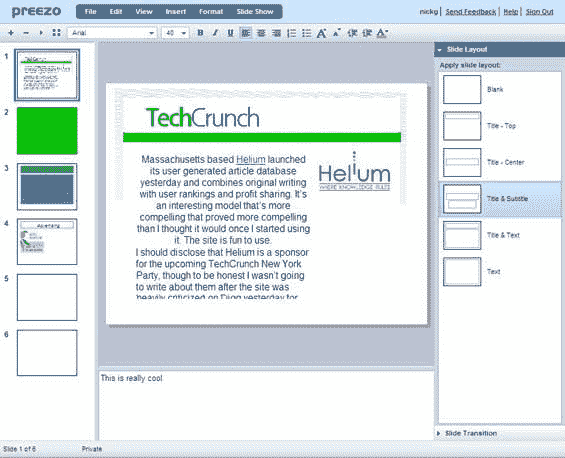 preezo
File Edit View Insert Format Slide Show
nicky | Send Feedback | Help | Sign Out
Arial 40 B I U
Slide Layout
Apply slide layout:
Blank
Title - Top
Title - Center
Title & Subtitle
Title & Text
Text
1
2
3
4
Advertising
5
6
TechCrunch
Massachusetts based Helium launched
its user generated article database
yesterday and combines original writing
with user rankings and profit sharing. It's
an interesting model that's more
compelling that proved more compelling
than I thought it would once I started using
it. The site is fun to use.
I should disclose that Helium is a sponsor
for the upcoming TechCrunch New York
Party, though to be honest I wasn't going
to write about them after the site was
heavily criticized on Digg yesterday for
Helium
WHERE KNOWLEDGE RULES
This is really cool
Slide Transition
Slide 1 of 6 Private